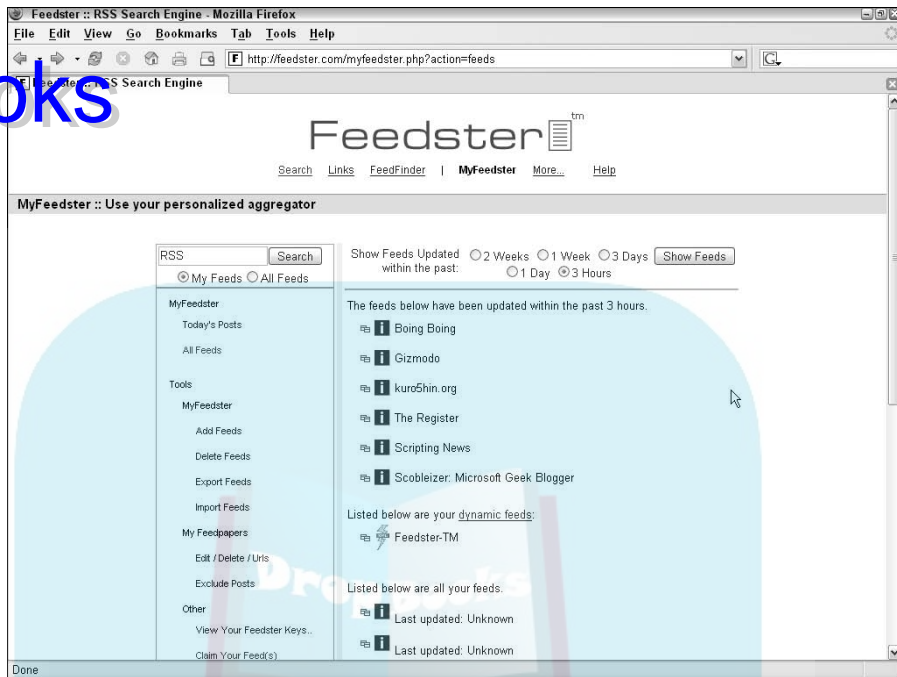 Feedster :: RSS Search Engine - Mozilla Firefox
File Edit View Go Bookmarks Tab Tools Help
F http://feedster.com/myfeedster.php?action=feeds G
RSS Search Engine
oks
Feedster tm
Search Links FeedFinder | MyFeedster More... Help
MyFeedster :: Use your personalized aggregator
RSS Search
My Feeds All Feeds
MyFeedster
Today's Posts
All Feeds
Tools
MyFeedster
Add Feeds
Delete Feeds
Export Feeds
Import Feeds
My Feedpapers
Edit / Delete / Urls
Exclude Posts
Other
View Your Feedster Keys..
Claim Your Feed(s)
Show Feeds Updated
within the past:
2 Weeks 1 Week 3 Days Show Feeds
1 Day 3 Hours
The feeds below have been updated within the past 3 hours.
i Boing Boing
i Gizmodo
i kuro5hin.org
i The Register
i Scripting News
i Scobleizer: Microsoft Geek Blogger
Listed below are your dynamic feeds:
Feedster-TM
Listed below are all your feeds.
i Last updated: Unknown
i Last updated: Unknown
DropBooks
Done